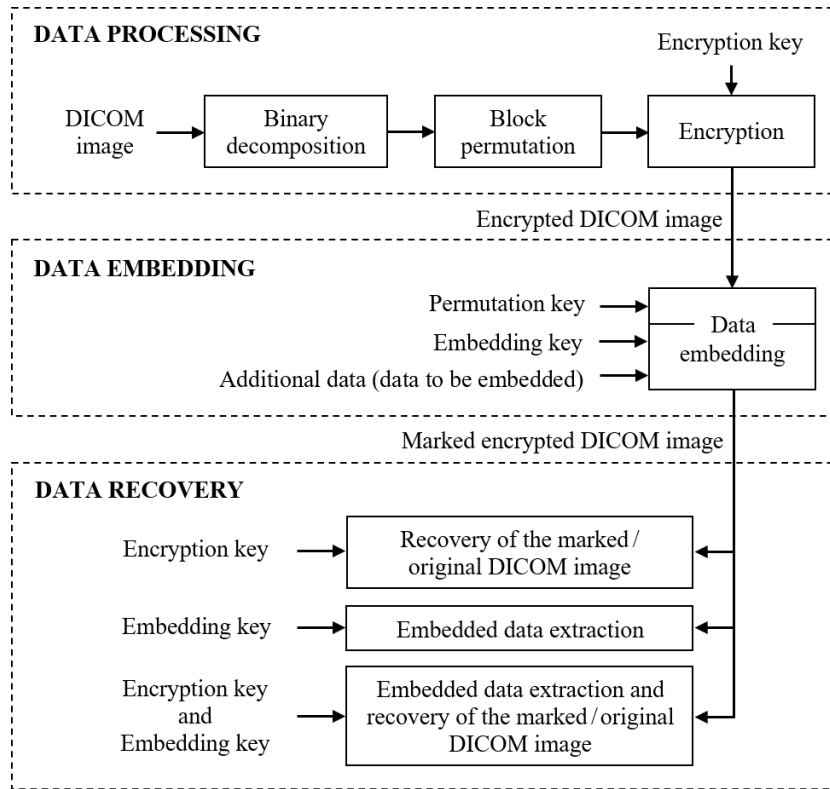 DATA PROCESSING
Encryption key
DICOM
image
Binary
decomposition
Block
permutation
Encryption
Encrypted DICOM image
DATA EMBEDDING
Permutation key
Embedding key
Additional data (data to be embedded)
Data
embedding
Marked encrypted DICOM image
DATA RECOVERY
Encryption key
Recovery of the marked/
original DICOM image
Embedding key
Embedded data extraction
Encryption key
and
Embedding key
Embedded data extraction and
recovery of the marked/original
DICOM image